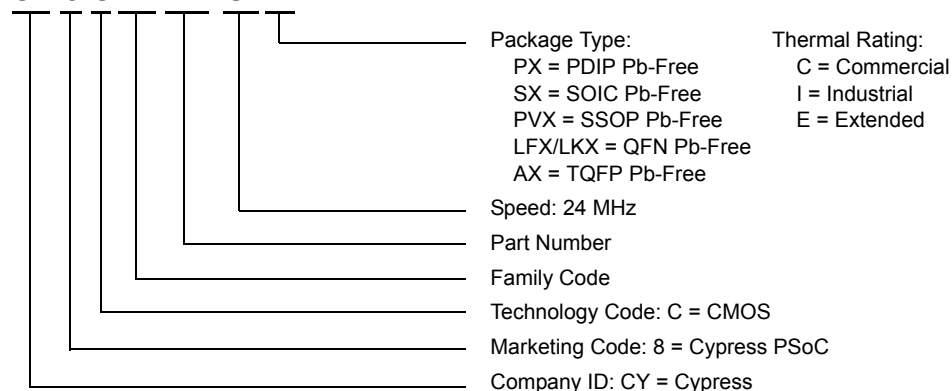 Package Type: Thermal Rating:
PX = PDIP Pb-Free C = Commercial
SX = SOIC Pb-Free I = Industrial
PVX = SSOP Pb-Free E = Extended
LFX/LKX = QFN Pb-Free
AX = TQFP Pb-Free
Speed: 24 MHz
Part Number
Family Code
Technology Code: C = CMOS
Marketing Code: 8 = Cypress PSoC
Company ID: CY = Cypress